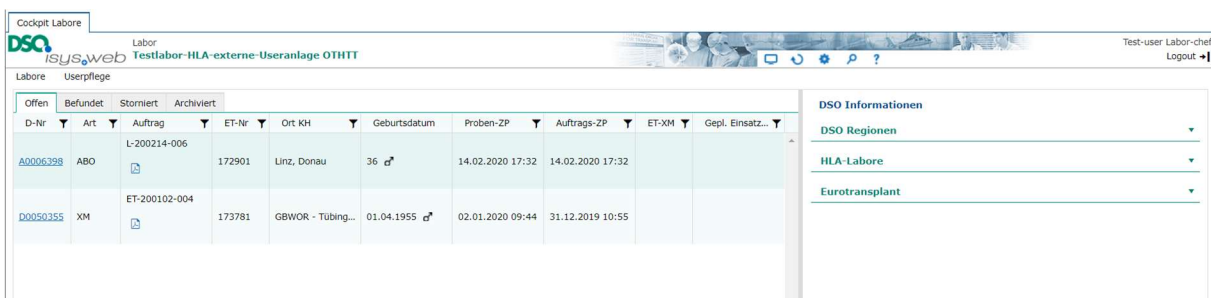 Cockpit Labore
DSO isys.web
Labor
Testlabor-HLA-externe-Useranlage OTHTT
Test-user Labor-chef
Logout
Labore Userpflege
Offen Befundet Storniert Archiviert
D-Nr Art Auftrag ET-Nr Ort KH Geburtsdatum Proben-ZP Auftrags-ZP ET-XM Gepl. Einsatz...
L-200214-006
A0006398 ABO 172901 Linz, Donau 36 14.02.2020 17:32 14.02.2020 17:32
ET-200102-004
D0050355 XM 173781 GBWOR - Tübing... 01.04.1955 02.01.2020 09:44 31.12.2019 10:55
DSO Informationen
DSO Regionen
HLA-Labore
Eurotransplant